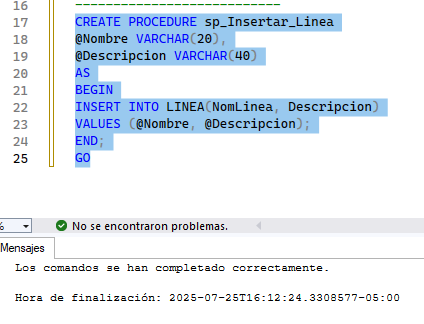 16 ---------------------------
17 CREATE PROCEDURE sp_Insertar_Linea
18 @Nombre VARCHAR(20),
19 @Descripcion VARCHAR(40)
20 AS
21 BEGIN
22 INSERT INTO LINEA(NomLinea, Descripcion)
23 VALUES (@Nombre, @Descripcion);
24 END;
25 GO
% No se encontraron problemas.
Mensajes
Los comandos se han completado correctamente.
Hora de finalización: 2025-07-25T16:12:24.3308577-05:00